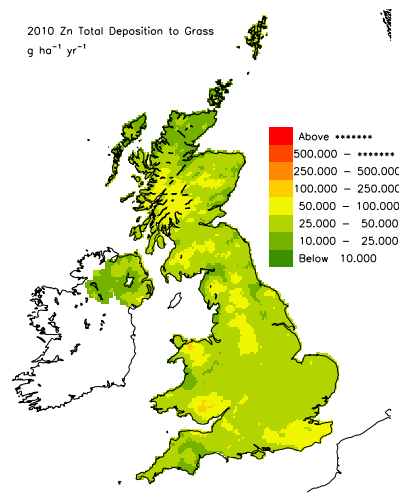 2010 Zn Total Deposition to Grass
g ha⁻¹ yr⁻¹
Above *******
500.000 – *******
250.000 – 500.000
100.000 – 250.000
50.000 – 100.000
25.000 – 50.000
10.000 – 25.000
Below 10.000